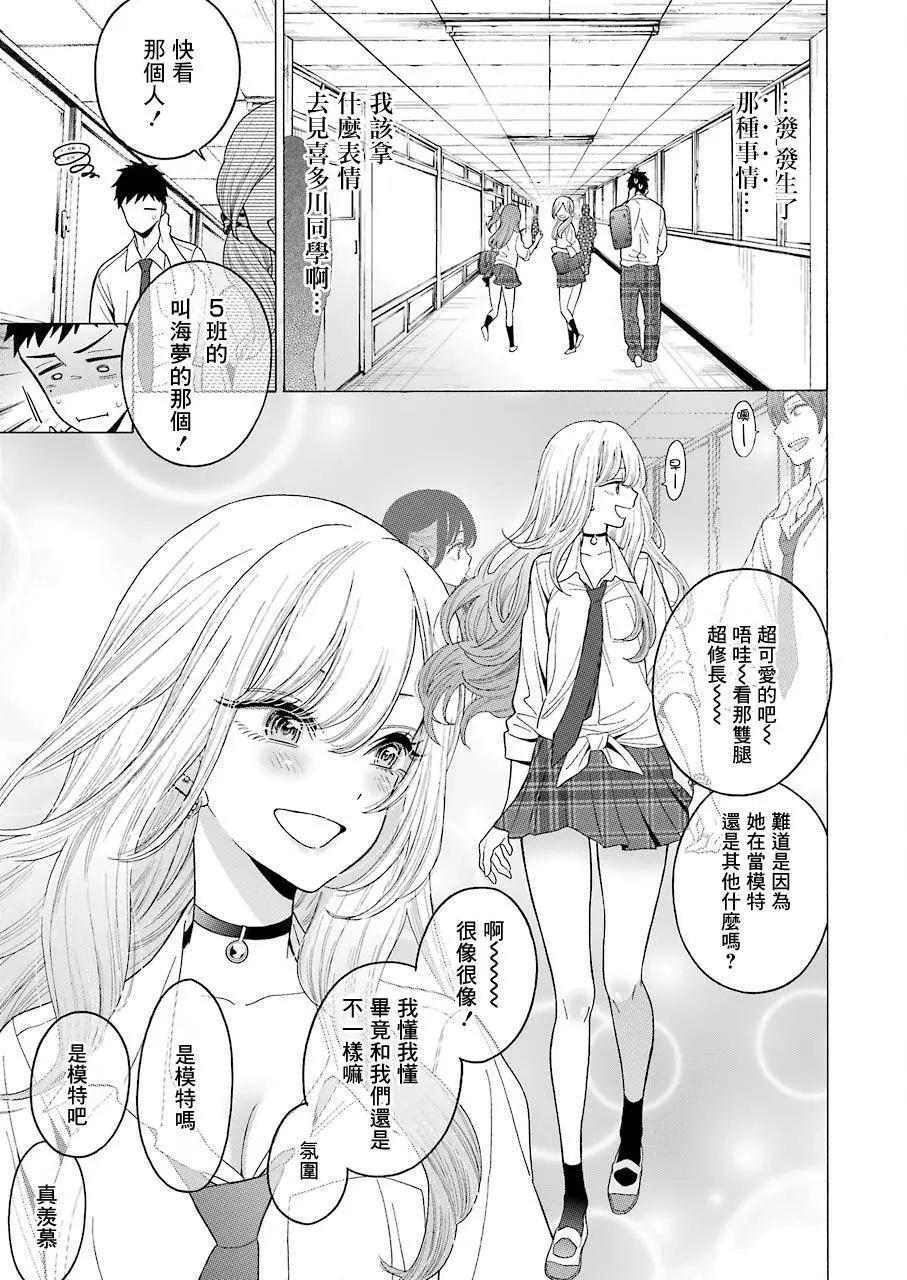 …發發生了
那種事情…
我該拿
什麼表情
去見喜多川同學啊…
快看
那個人！
5班的
叫海夢的那個！
噢—
早—
超可愛的吧～
唔哇～看那雙腿
超修長～～
難道是因為
她在當模特
還是其他什麼嗎？
啊～～～～
很像很像！
我懂我懂
畢竟和我們還是
不一樣嘛
氛圍
是模特嗎
是模特吧
真羨慕